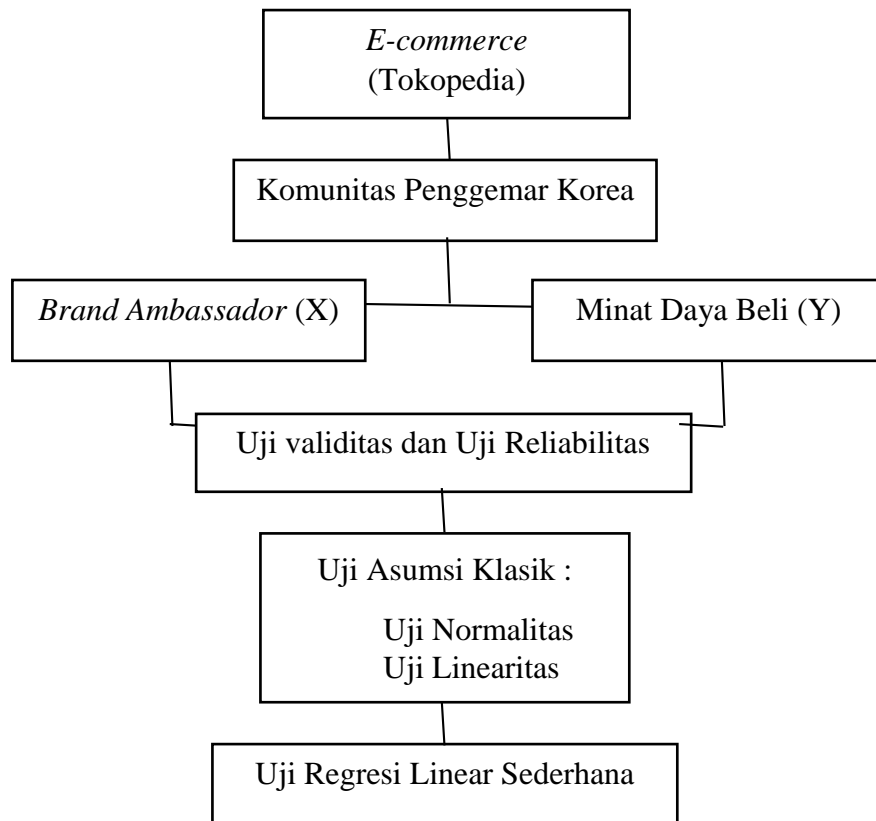 E-commerce
(Tokopedia)
Komunitas Penggemar Korea
Brand Ambassador (X)
Minat Daya Beli (Y)
Uji validitas dan Uji Reliabilitas
Uji Asumsi Klasik :
Uji Normalitas
Uji Linearitas
Uji Regresi Linear Sederhana